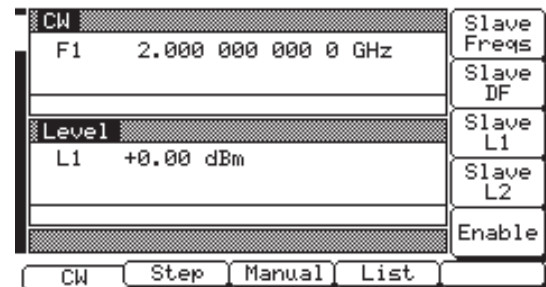 CW
F1 2.000 000 000 0 GHz
Level
L1 +0.00 dBm
Slave
Freqs
Slave
DF
Slave
L1
Slave
L2
Enable
CW Step Manual List